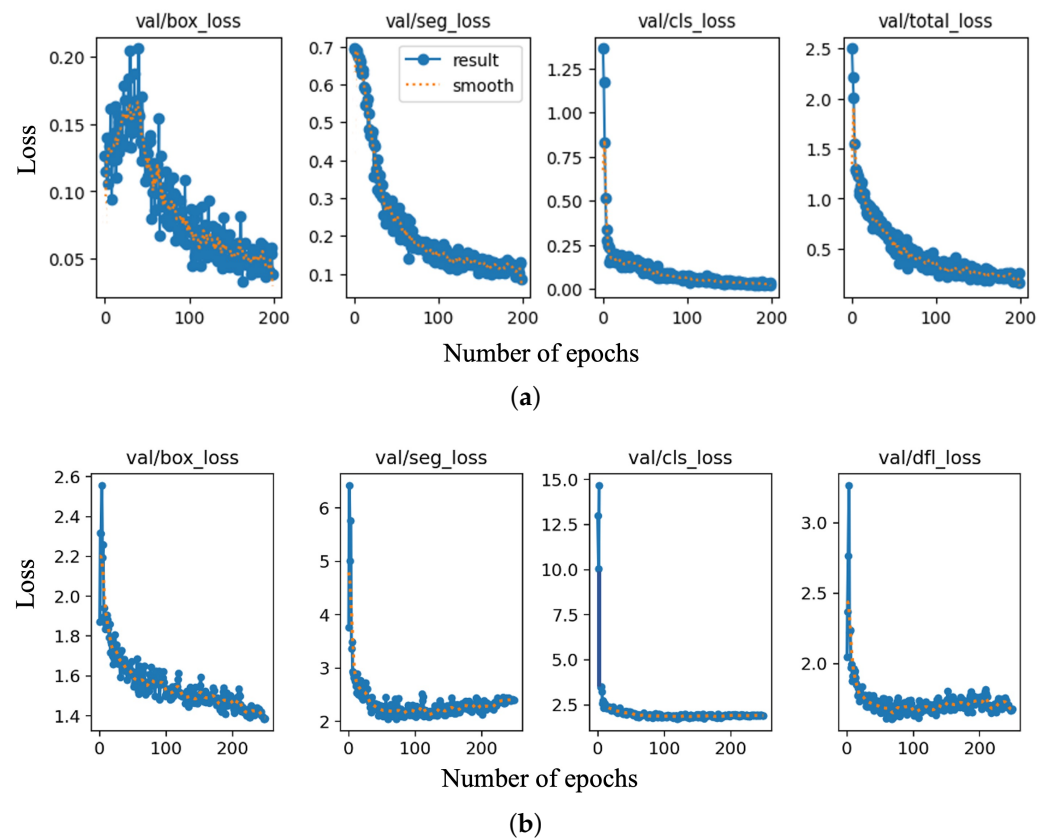 val/box_loss val/seg_loss val/cls_loss val/total_loss
0.20 0.15 0.10 0.05
0.7 0.6 0.5 0.4 0.3 0.2 0.1
result
smooth
1.25 1.00 0.75 0.50 0.25 0.00
2.5 2.0 1.5 1.0 0.5
Loss
0 100 200 0 100 200 0 100 200 0 100 200
Number of epochs
(a)
val/box_loss val/seg_loss val/cls_loss val/dfl_loss
2.6 2.4 2.2 2.0 1.8 1.6 1.4
6 5 4 3 2
15.0 12.5 10.0 7.5 5.0 2.5
3.0 2.5 2.0
Loss
0 100 200 0 100 200 0 100 200 0 100 200
Number of epochs
(b)